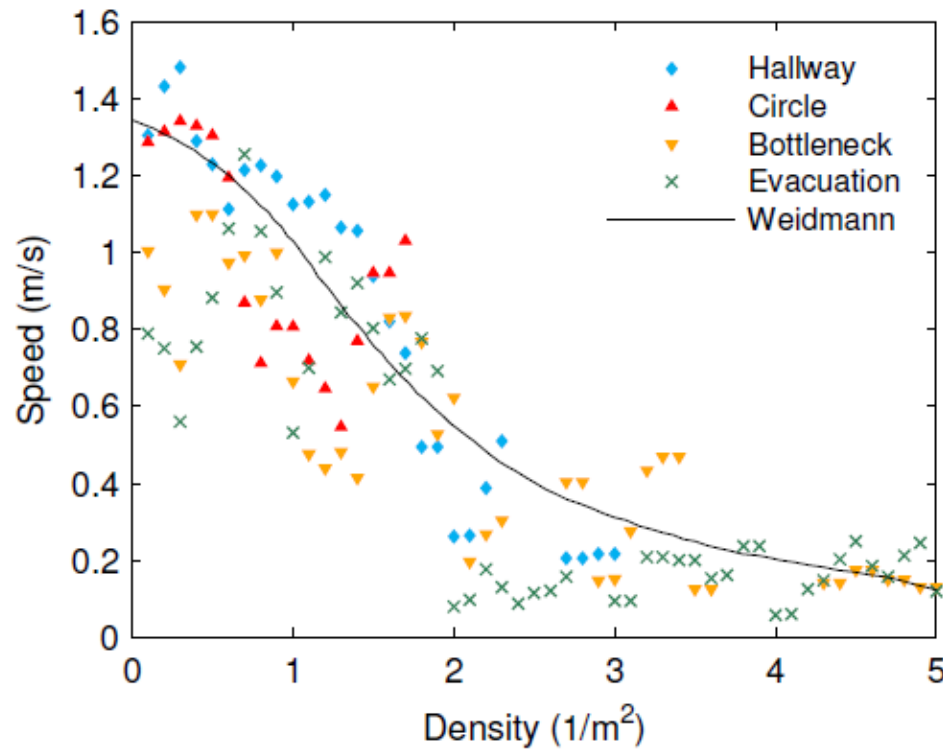 1.6
1.4
1.2
1
0.8
0.6
0.4
0.2
0
Speed (m/s)
Hallway
Circle
Bottleneck
Evacuation
Weidmann
0 1 2 3 4 5
Density (1/m²)